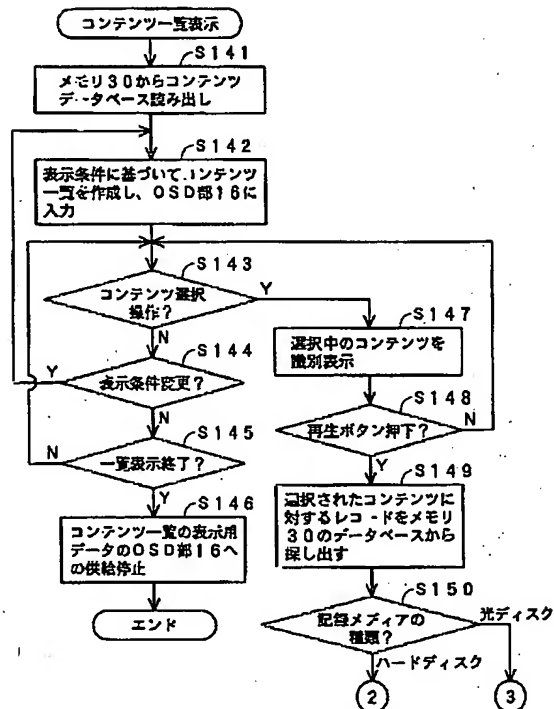 コンテンツ一覧表示
S141
メモリ30からコンテンツ
データベース読み出し
S142
表示条件に基づいてコンテンツ
一覧を作成し、OSD部16に
入力
S143
コンテンツ選択
操作?
Y
N
S144
表示条件変更?
Y
N
S145
一覧表示終了?
N
Y
S146
コンテンツ一覧の表示用
データのOSD部16へ
の供給停止
エンド
S147
選択中のコンテンツを
識別表示
S148
再生ボタン押下?
N
Y
S149
選択されたコンテンツに
対するレコードをメモリ
30のデータベースから
探し出す
S150
記録メディアの
種類?
光ディスク
ハードディスク
2
3